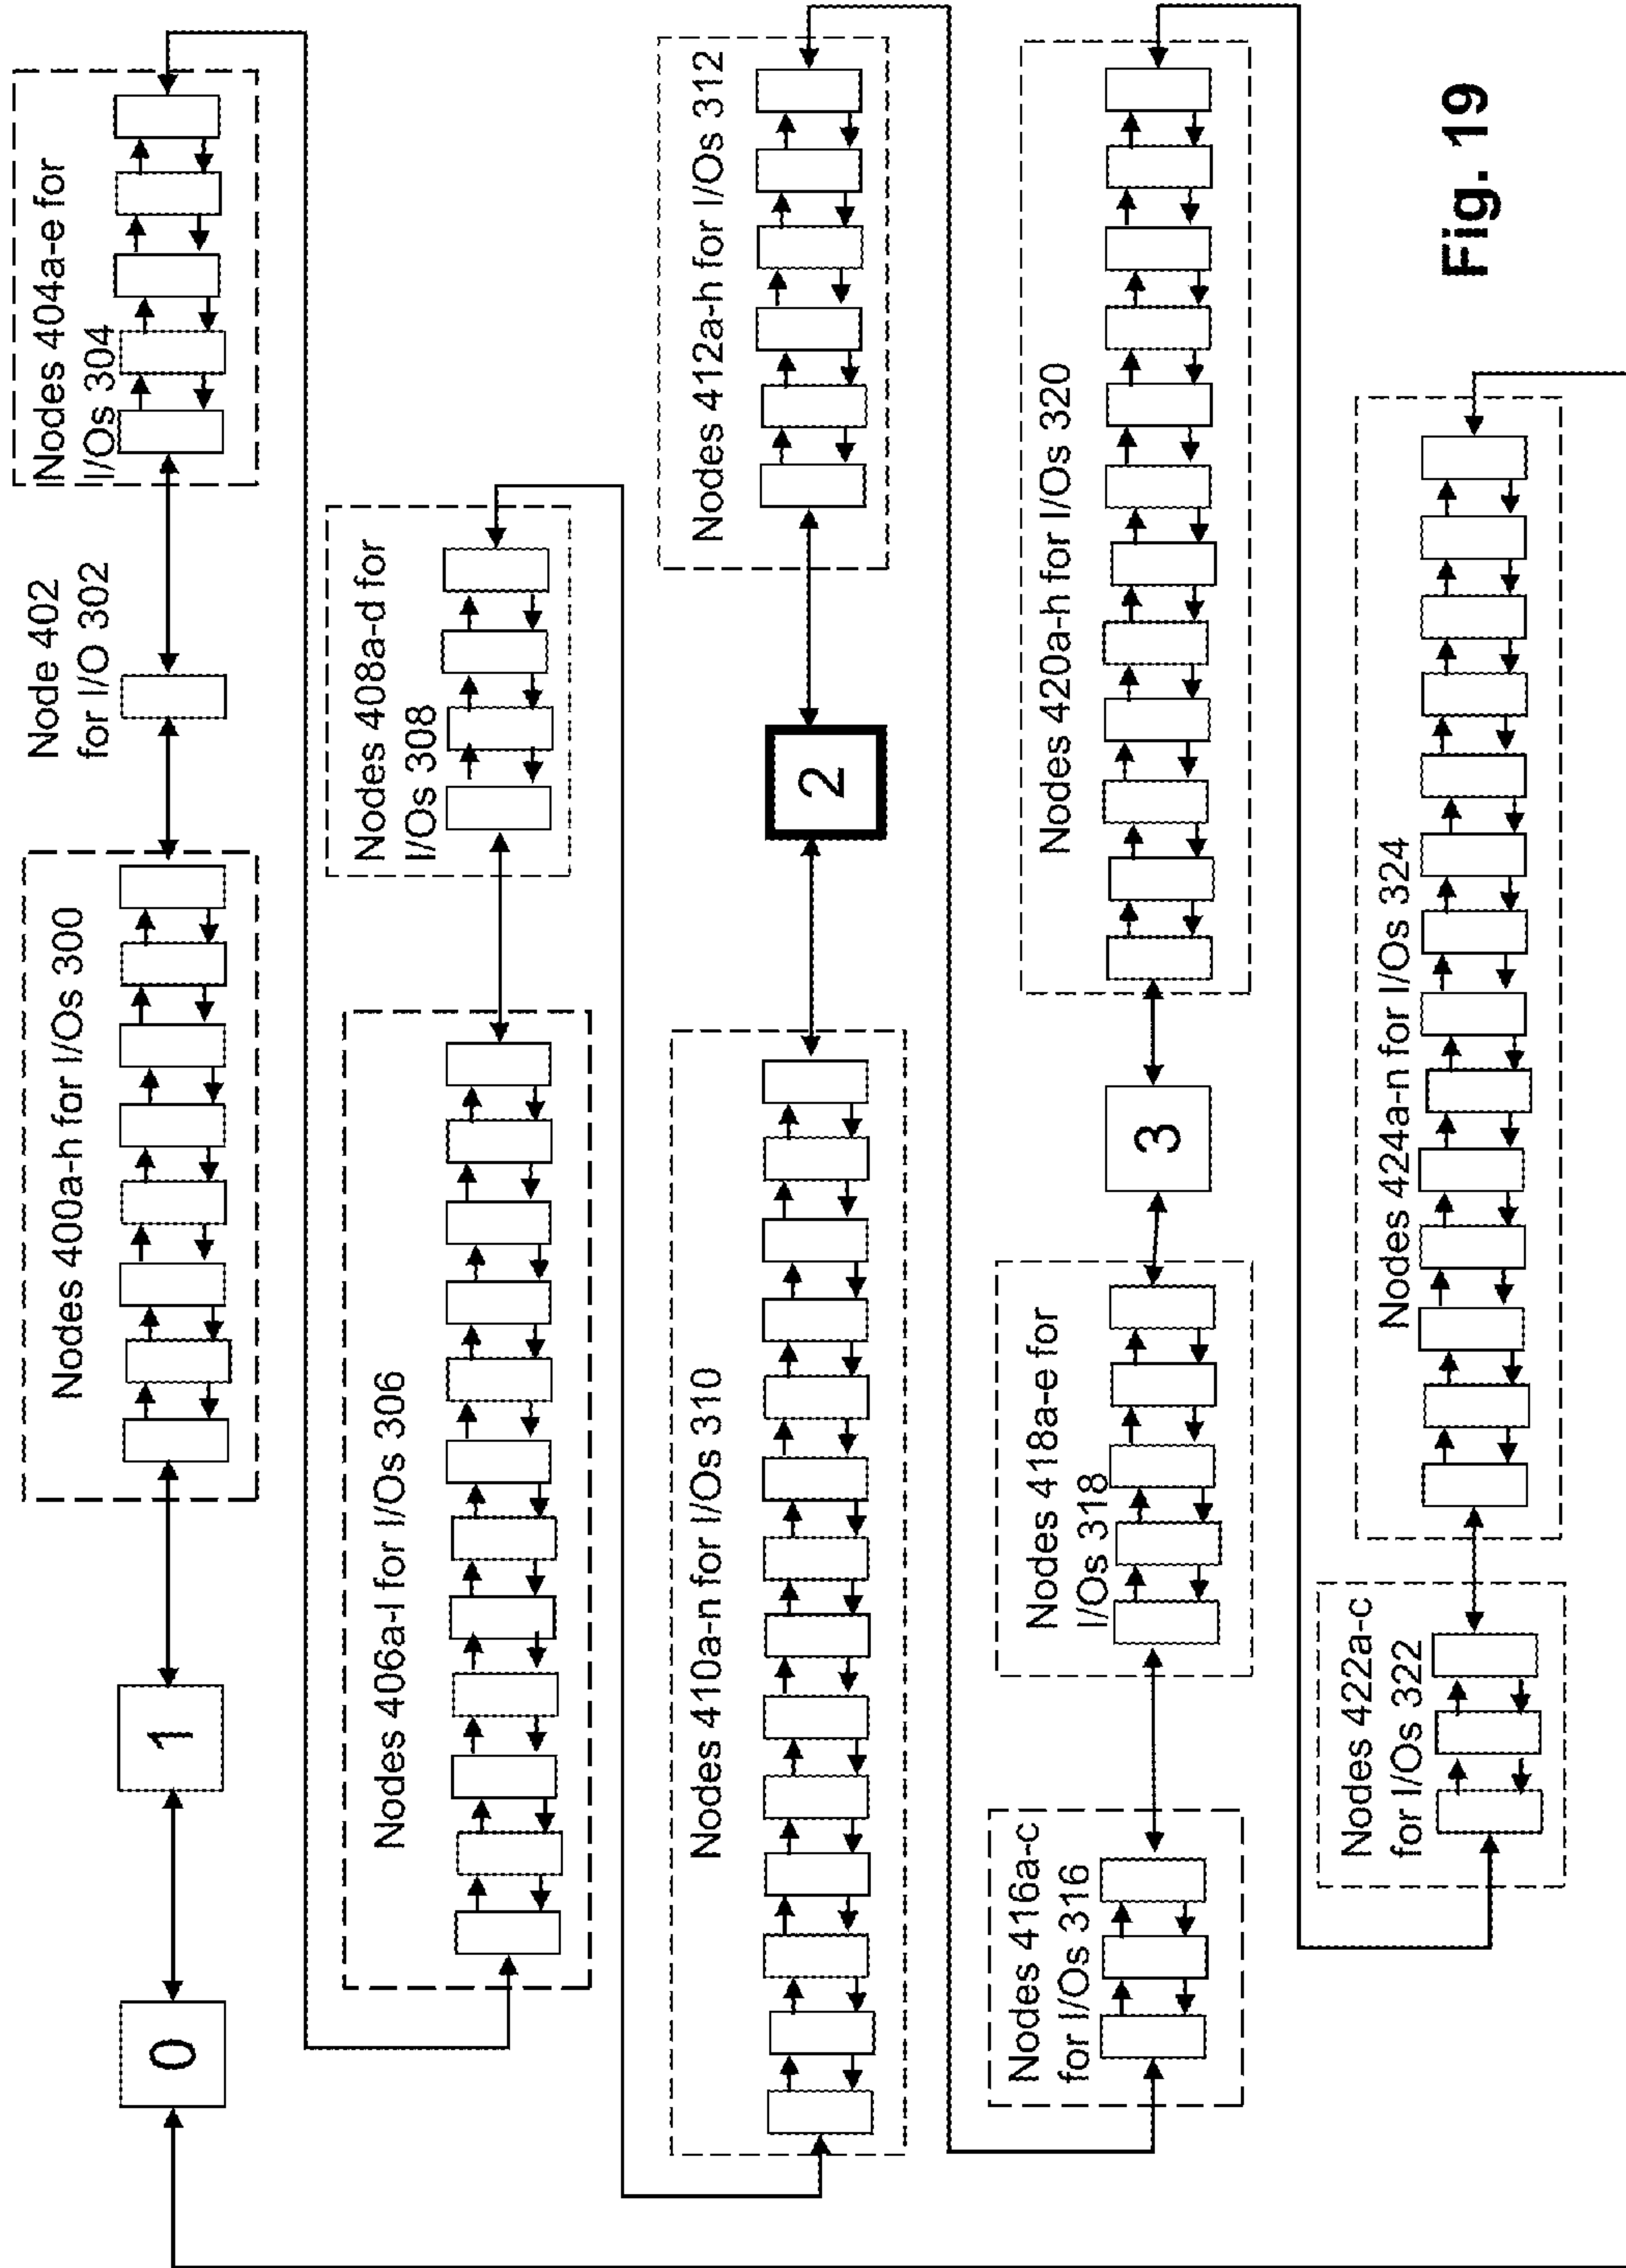 0
1
Nodes 400a-h for I/Os 300
Node 402
for I/O 302
Nodes 404a-e for
I/Os 304
Nodes 406a-l for I/Os 306
Nodes 408a-d for
I/Os 308
Nodes 410a-n for I/Os 310
2
Nodes 412a-h for I/Os 312
Nodes 416a-c
for I/Os 316
Nodes 418a-e for
I/Os 318
3
Nodes 420a-h for I/Os 320
Nodes 422a-c
for I/Os 322
Nodes 424a-n for I/Os 324
Fig. 19